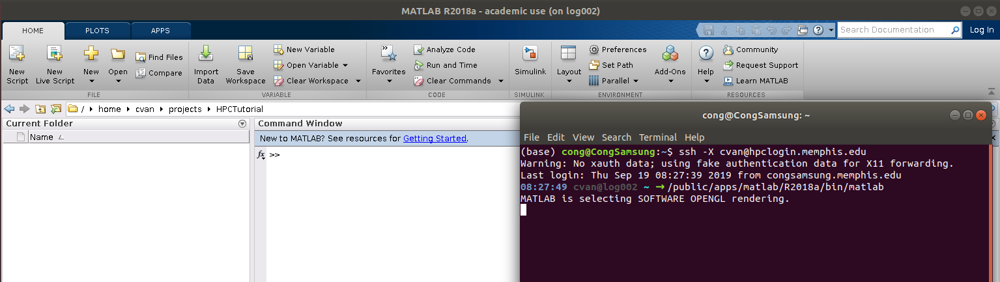 MATLAB R2018a - academic use (on log002)
HOME PLOTS APPS
Search Documentation Log In
New Script
New Live Script
New
Open
Find Files
Compare
FILE
Import Data
Save Workspace
New Variable
Open Variable
Clear Workspace
VARIABLE
Favorites
Analyze Code
Run and Time
Clear Commands
CODE
Simulink
SIMULINK
Layout
Preferences
Set Path
Parallel
Add-Ons
ENVIRONMENT
Help
Community
Request Support
Learn MATLAB
RESOURCES
/ home cvan projects HPCTutorial
Current Folder
Name
Command Window
New to MATLAB? See resources for Getting Started.
fx >>
cong@CongSamsung: ~
File Edit View Search Terminal Help
(base) cong@CongSamsung:~$ ssh -X cvan@hpclogin.memphis.edu
Warning: No xauth data; using fake authentication data for X11 forwarding.
Last login: Thu Sep 19 08:27:39 2019 from congsamsung.memphis.edu
08:27:49 cvan@log002 ~ →/public/apps/matlab/R2018a/bin/matlab
MATLAB is selecting SOFTWARE OPENGL rendering.